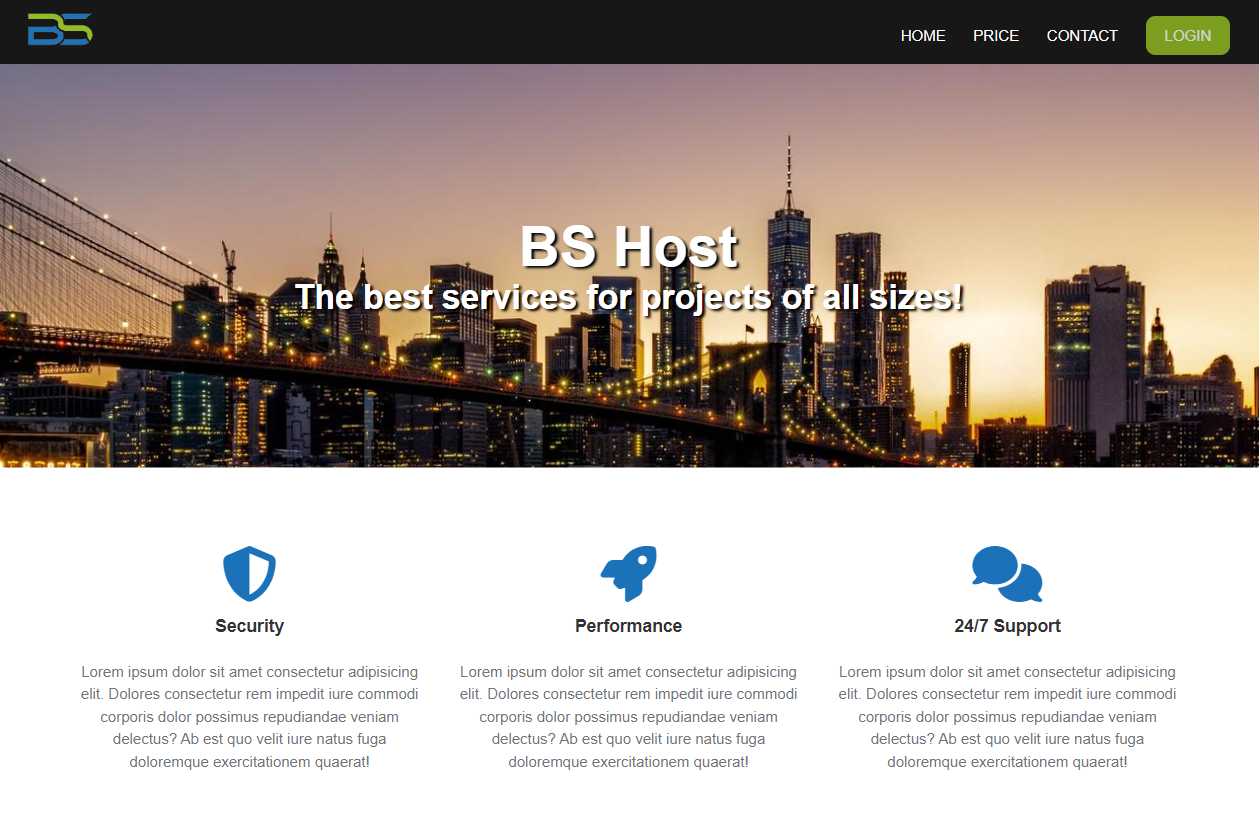 BS
HOME PRICE CONTACT LOGIN
BS Host
The best services for projects of all sizes!
Security
Lorem ipsum dolor sit amet consectetur adipisicing
elit. Dolores consectetur rem impedit iure commodi
corporis dolor possimus repudiandae veniam
delectus? Ab est quo velit iure natus fuga
doloremque exercitationem quaerat!
Performance
Lorem ipsum dolor sit amet consectetur adipisicing
elit. Dolores consectetur rem impedit iure commodi
corporis dolor possimus repudiandae veniam
delectus? Ab est quo velit iure natus fuga
doloremque exercitationem quaerat!
24/7 Support
Lorem ipsum dolor sit amet consectetur adipisicing
elit. Dolores consectetur rem impedit iure commodi
corporis dolor possimus repudiandae veniam
delectus? Ab est quo velit iure natus fuga
doloremque exercitationem quaerat!